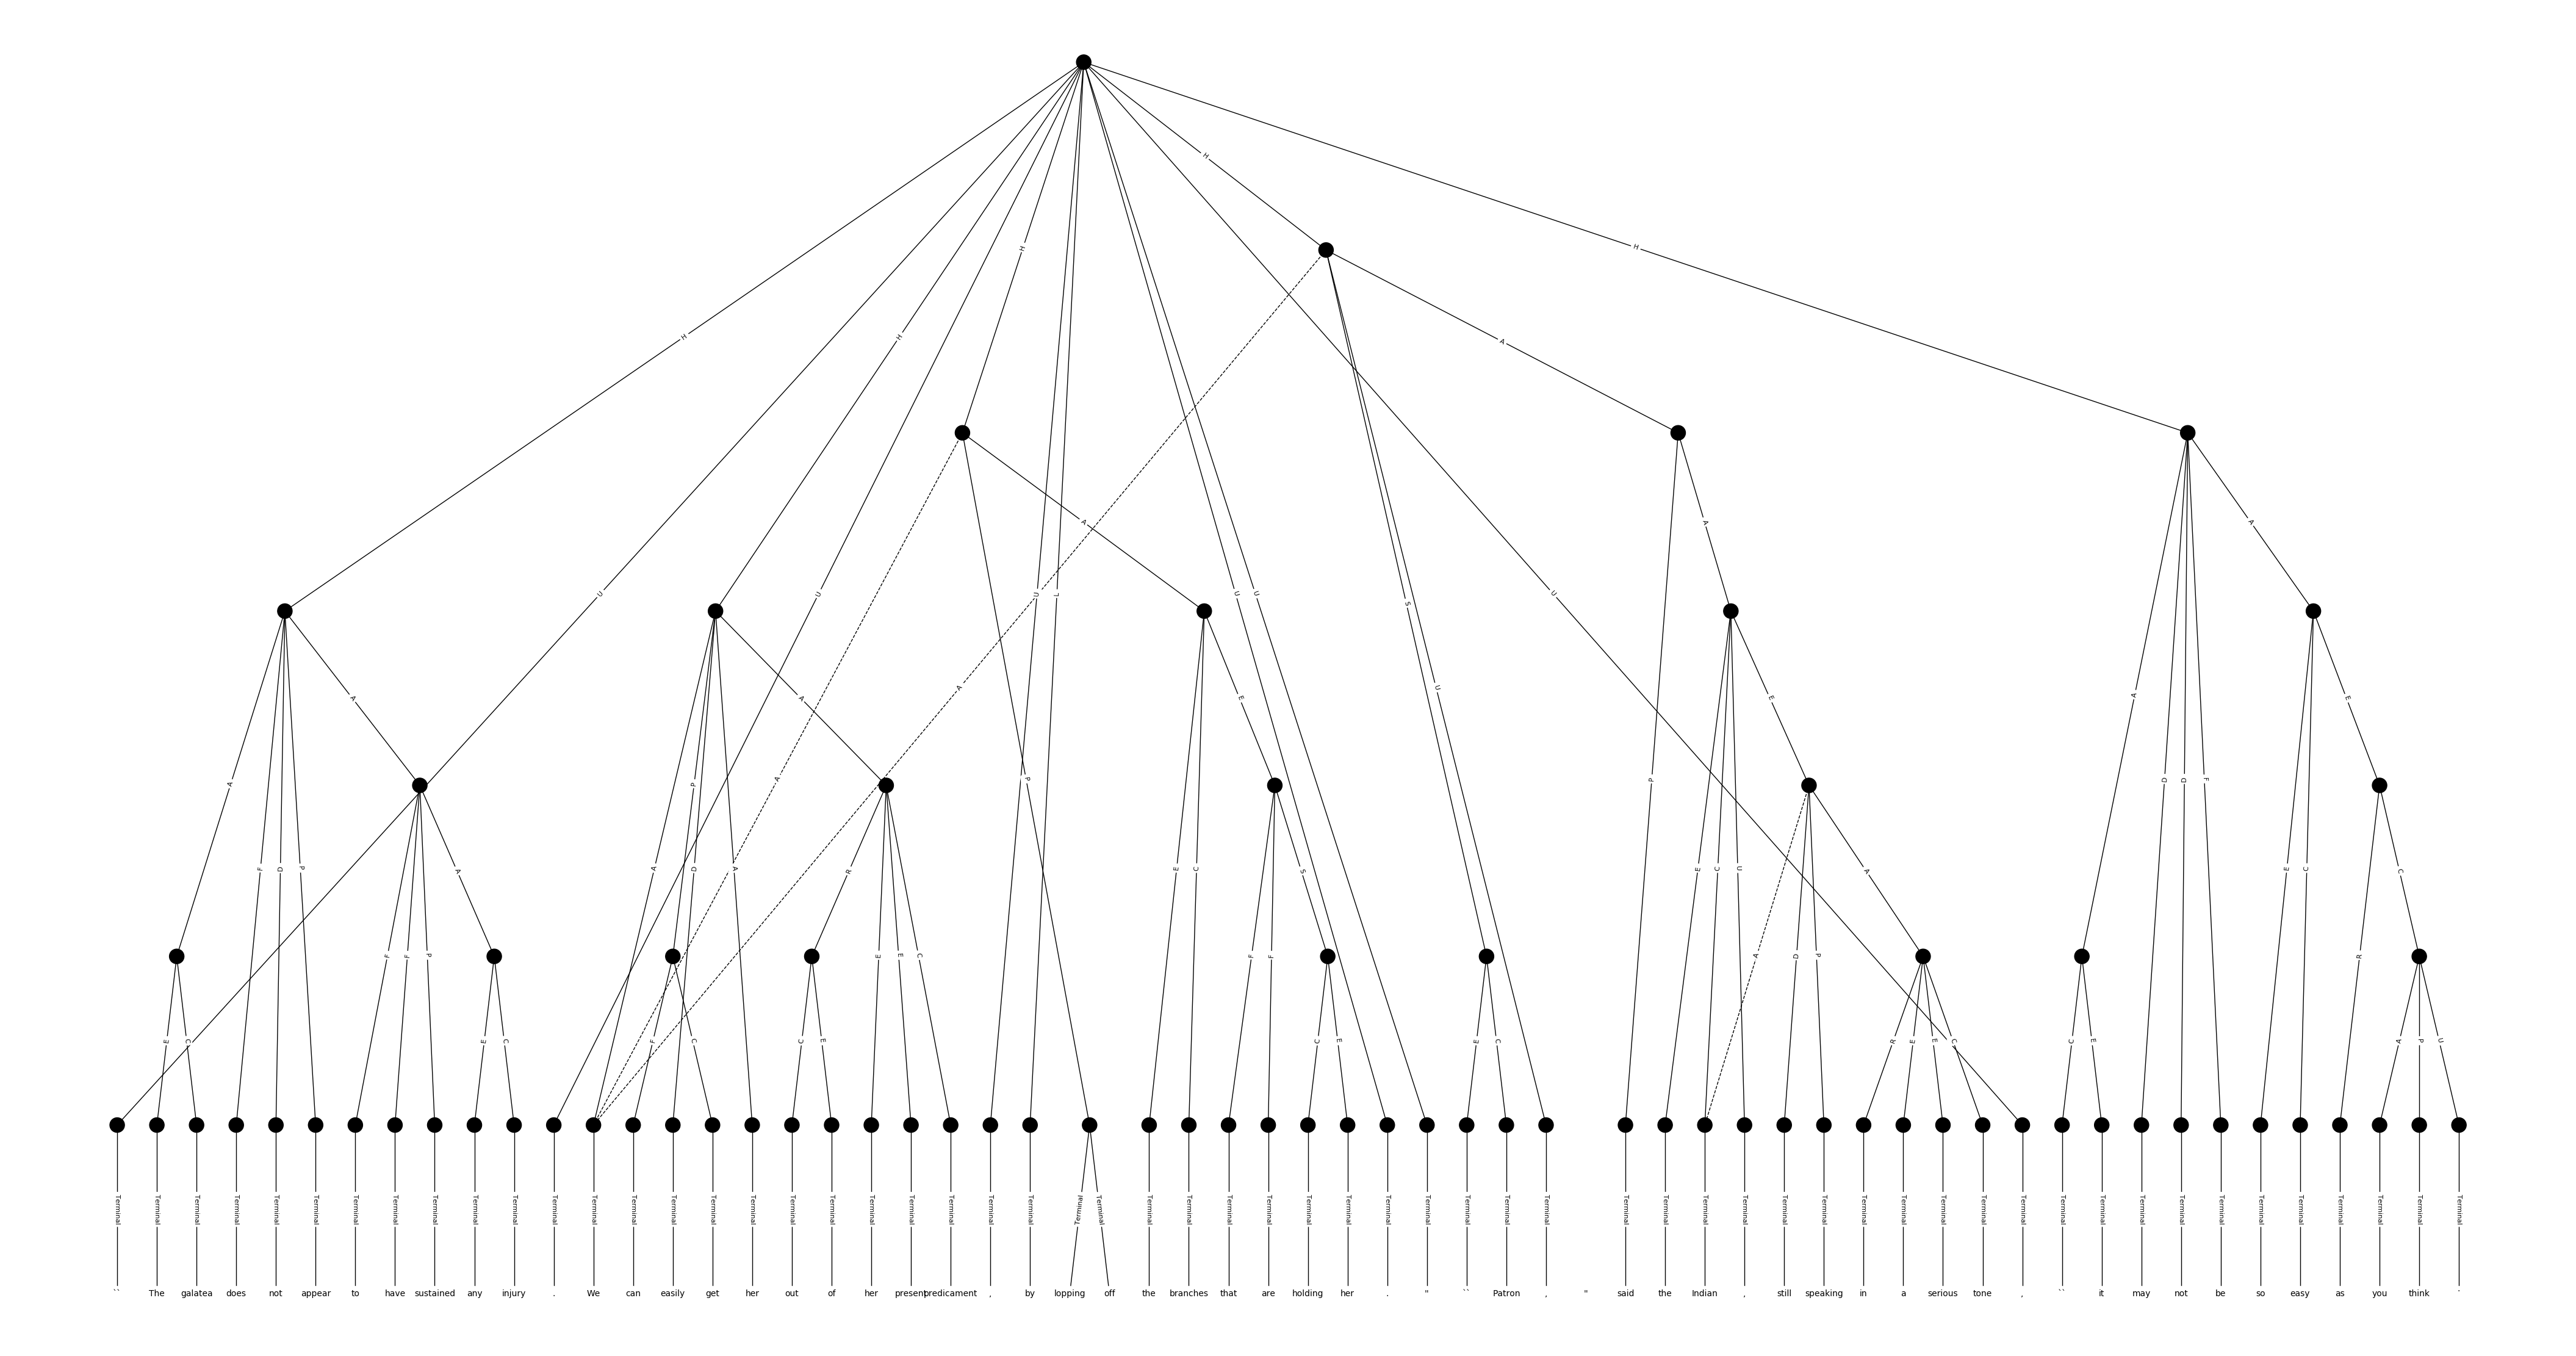 H
H
H
H
H
A
U
H
U
A
U
L
U
U
S
U
A
U
A
A
A
A
A
E
A
E
A
E
A
F
D
P
P
D
A
P
U
P
A
D
D
F
A
F
F
P
A
R
E
E
C
E
C
F
F
S
E
C
U
A
D
P
A
E
C
R
C
E
C
E
C
F
C
C
E
C
E
E
C
R
E
E
C
C
E
A
P
U
Terminal Terminal Terminal Terminal Terminal Terminal Terminal Terminal Terminal Terminal Terminal Terminal Terminal Terminal Terminal Terminal Terminal Terminal Terminal Terminal Terminal Terminal Terminal Terminal Terminal Terminal Terminal Terminal Terminal Terminal Terminal Terminal Terminal Terminal Terminal Terminal Terminal Terminal Terminal Terminal Terminal Terminal Terminal Terminal Terminal Terminal Terminal Terminal Terminal Terminal Terminal Terminal Terminal Terminal Terminal Terminal Terminal Terminal Terminal
`` The galatea does not appear to have sustained any injury . We can easily get her out of her present predicament , by lopping off the branches that are holding her . " `` Patron , " said the Indian , still speaking in a serious tone , `` it may not be so easy as you think '